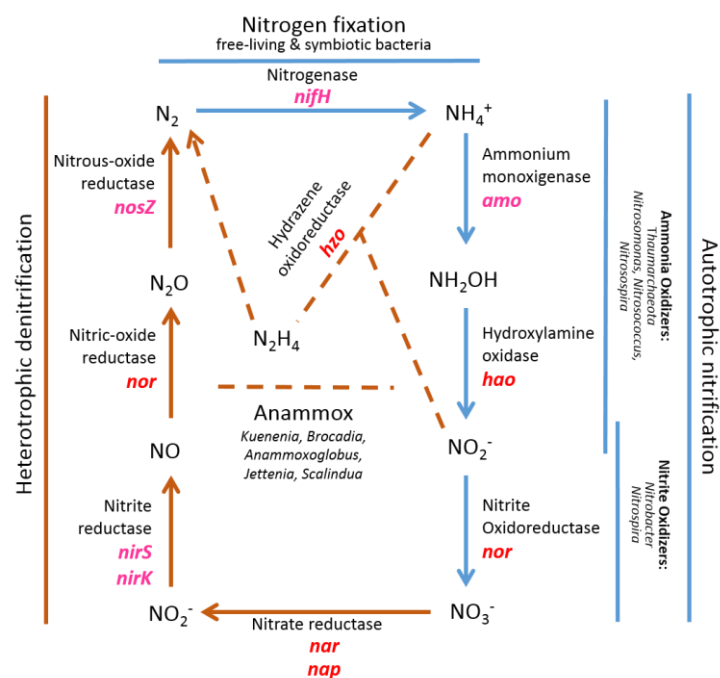 Nitrogen fixation
free-living & symbiotic bacteria
Nitrogenase
nifH
N₂
NH₄⁺
Nitrous-oxide
reductase
nosZ
Hydrazene
oxidoreductase
hzo
Ammonium
monoxigenase
amo
N₂O
N₂H₄
NH₂OH
Nitric-oxide
reductase
nor
Hydroxylamine
oxidase
hao
Anammox
Kuenenia, Brocadia,
Anammoxoglobus,
Jettenia, Scalindua
NO
NO₂⁻
Nitrite
reductase
nirS
nirK
Nitrite
Oxidoreductase
nor
NO₂⁻
NO₃⁻
Nitrate reductase
nar
nap
Heterotrophic denitrification
Ammonia Oxidizers:
Thaumarchaeota
Nitrosomonas, Nitrosococcus,
Nitrosospira
Nitrite Oxidizers:
Nitrobacter
Nitrospira
Autotrophic nitrification